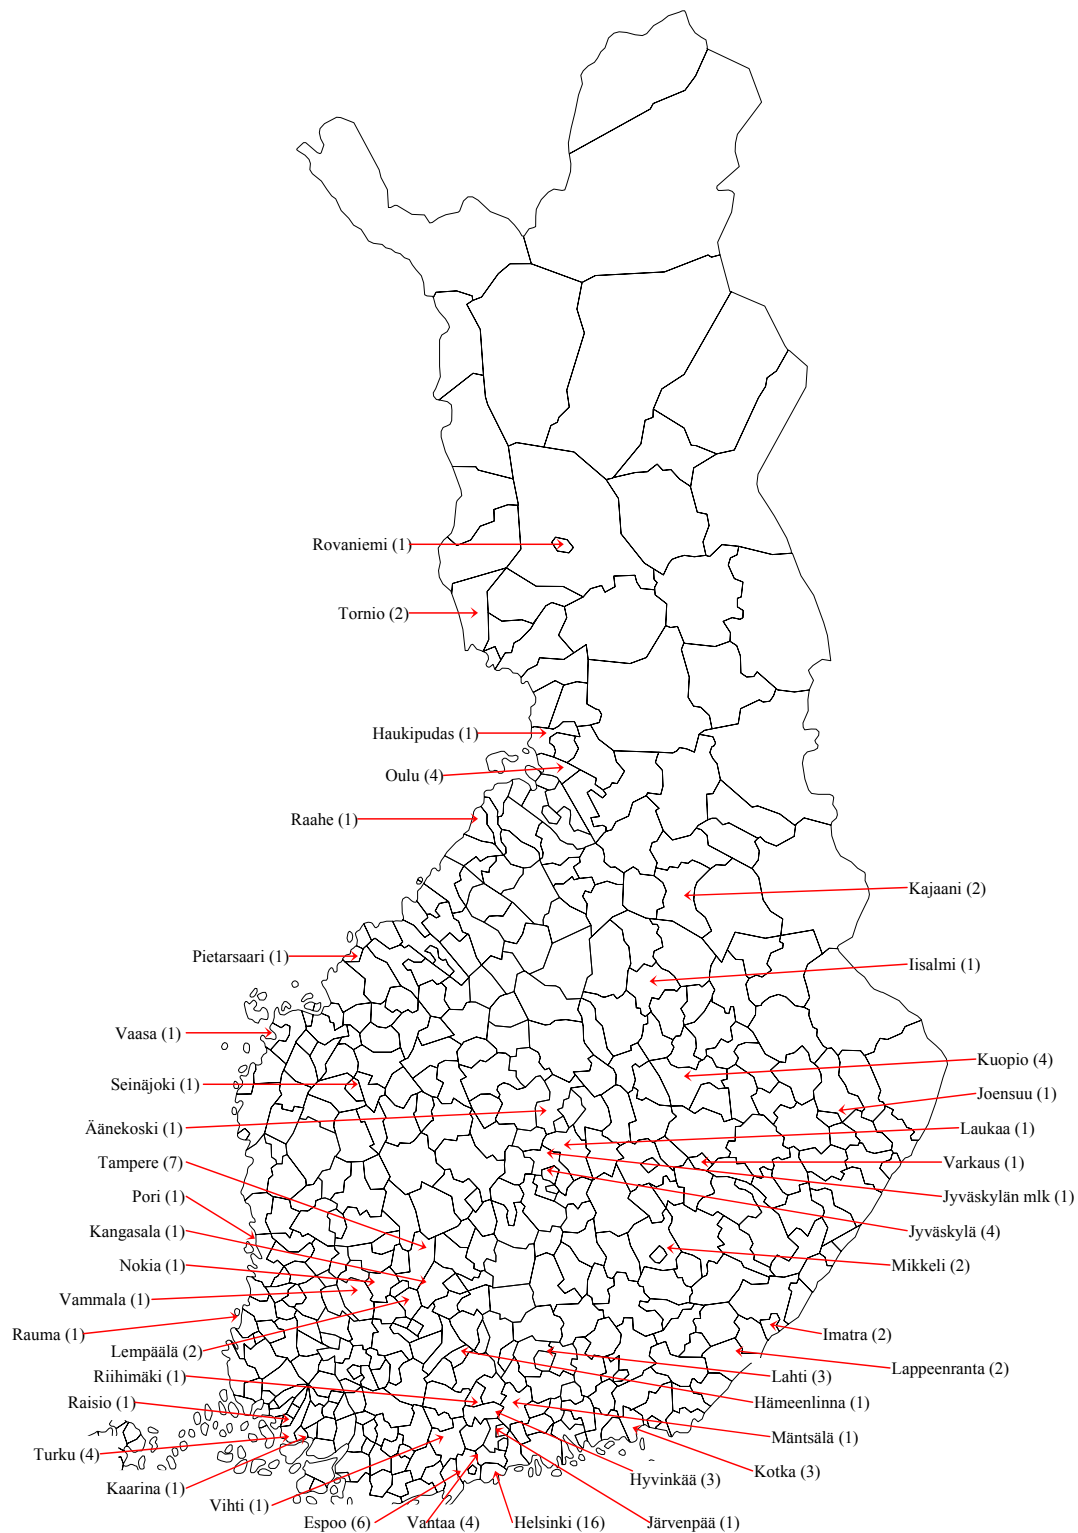 Rovaniemi (1)
Tornio (2)
Haukipudas (1)
Oulu (4)
Raahe (1)
Kajaani (2)
Pietarsaari (1)
Iisalmi (1)
Vaasa (1)
Kuopio (4)
Seinäjoki (1)
Joensuu (1)
Äänekoski (1)
Laukaa (1)
Tampere (7)
Varkaus (1)
Pori (1)
Jyväskylän mlk (1)
Kangasala (1)
Jyväskylä (4)
Nokia (1)
Mikkeli (2)
Vammala (1)
Rauma (1)
Imatra (2)
Lempäälä (2)
Lappeenranta (2)
Riihimäki (1)
Lahti (3)
Raisio (1)
Hämeenlinna (1)
Turku (4)
Mäntsälä (1)
Kaarina (1)
Hyvinkää (3)
Kotka (3)
Vihti (1)
Espoo (6)
Vantaa (4)
Helsinki (16)
Järvenpää (1)